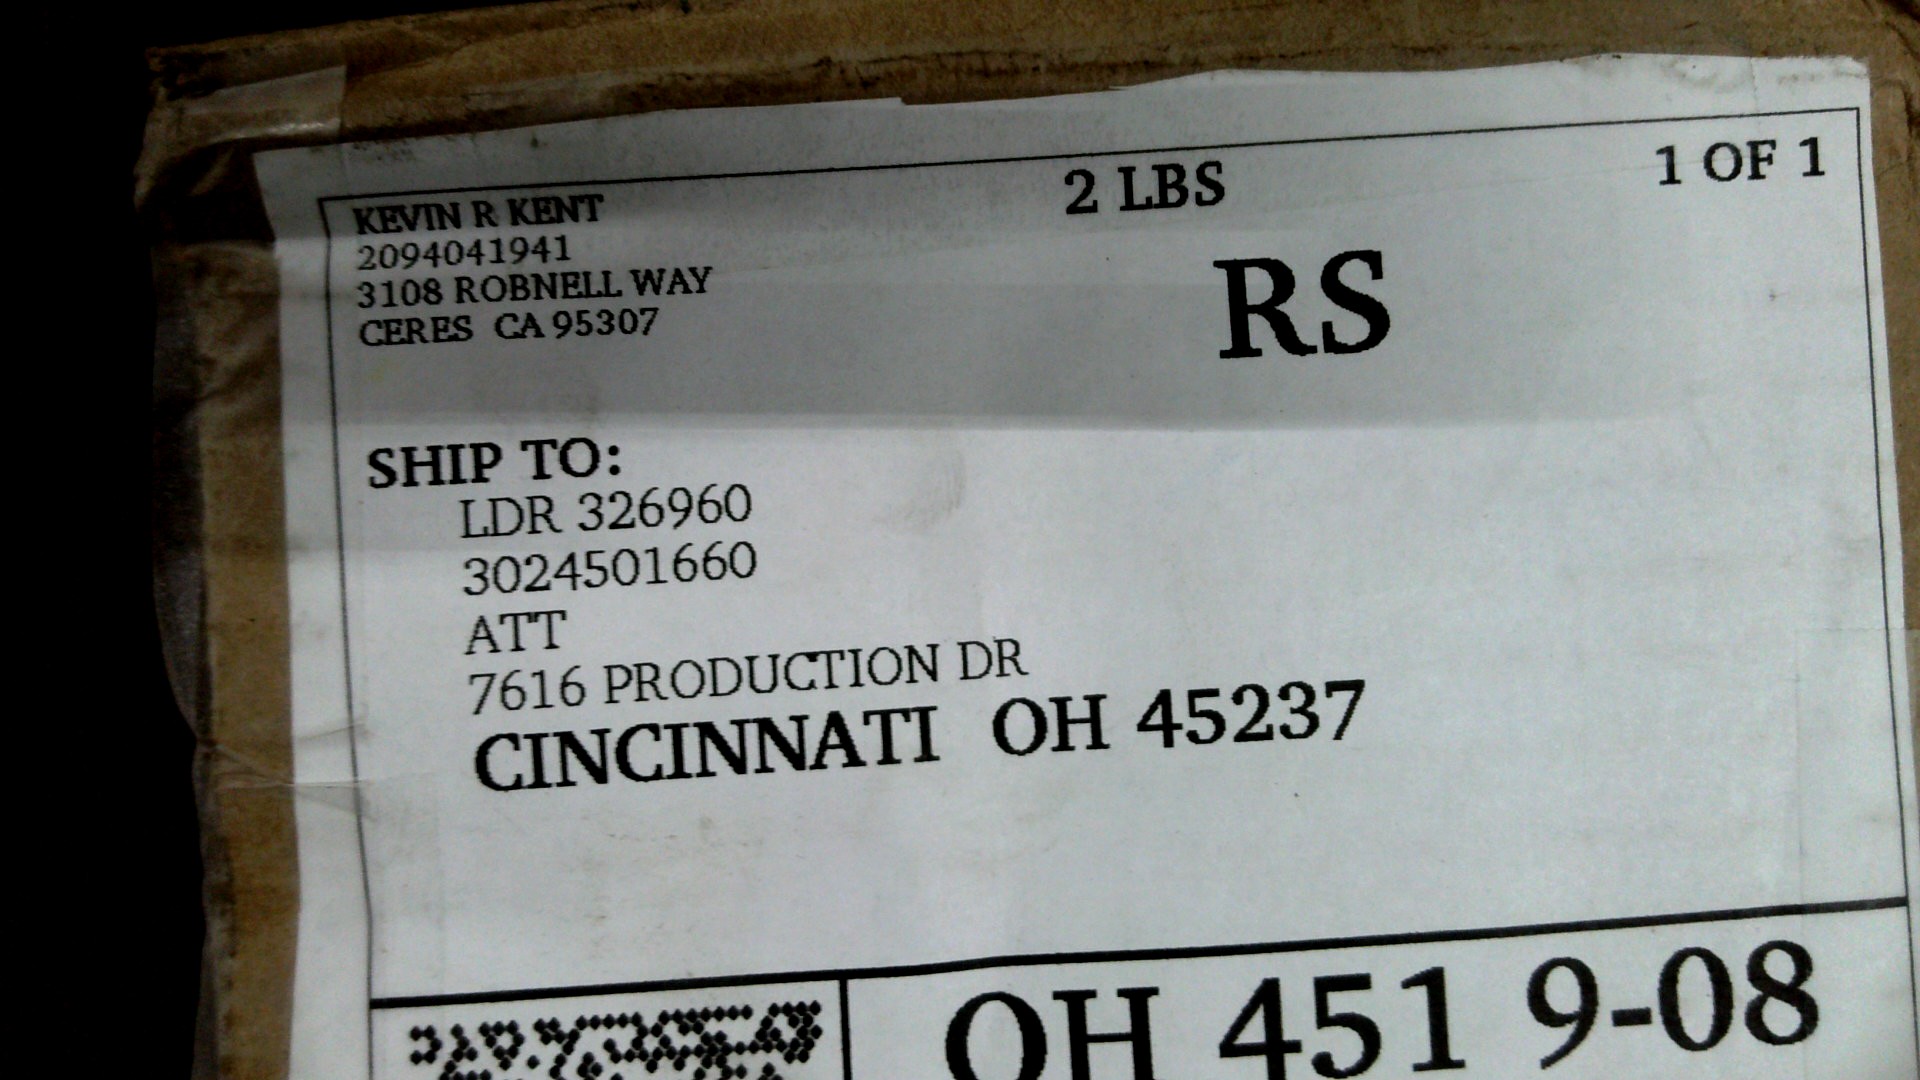 KEVIN R KENT
2094041941
3108 ROBNELL WAY
CERES CA 95307
2 LBS
1 OF 1
RS
SHIP TO:
LDR 326960
3024501660
ATT
7616 PRODUCTION DR
CINCINNATI OH 45237
OH 451 9-08